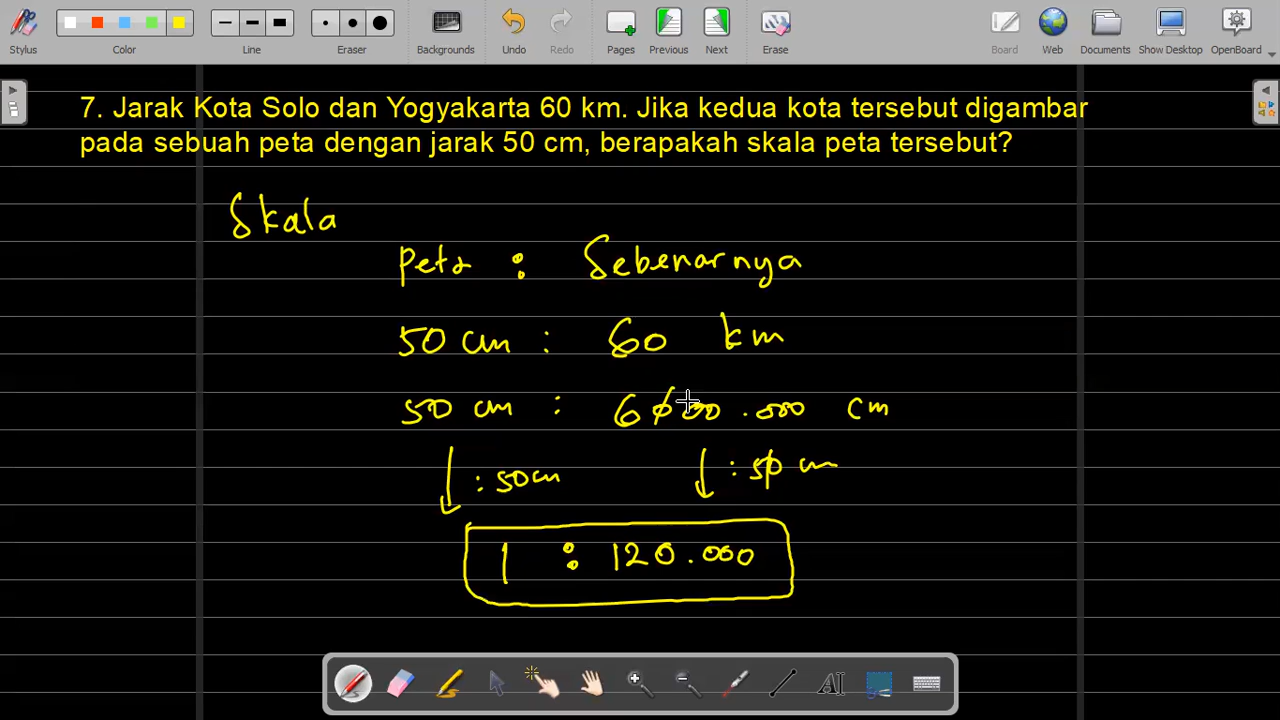 Stylus Color Line Eraser Backgrounds Undo Redo Pages Previous Next Erase Board Web Documents Show Desktop OpenBoard
7. Jarak Kota Solo dan Yogyakarta 60 km. Jika kedua kota tersebut digambar
pada sebuah peta dengan jarak 50 cm, berapakah skala peta tersebut?
Skala
Peta : Sebenarnya
50 cm : 60 km
50 cm : 6000.000 cm
: 50 cm : 50 cm
1 : 120.000
AI